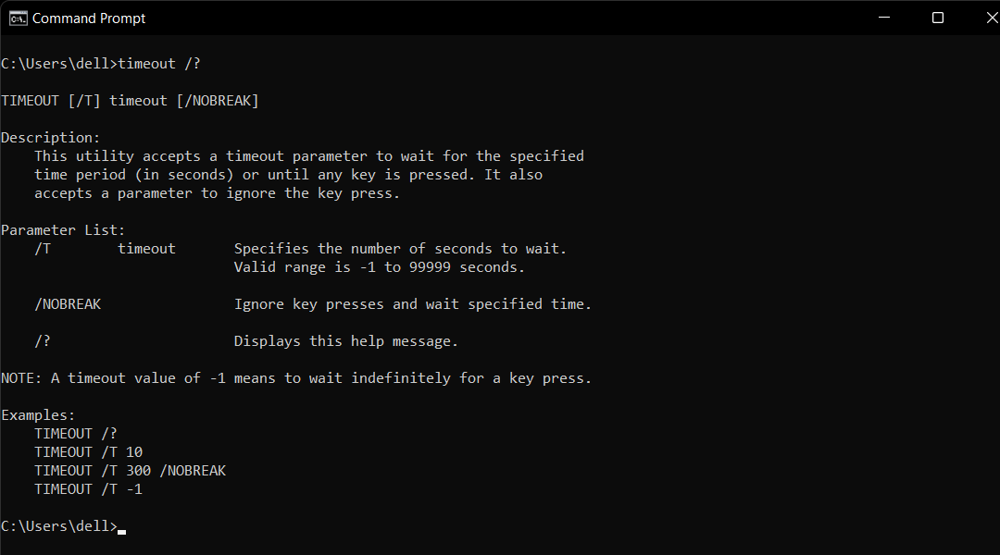 Command Prompt
C:\Users\dell>timeout /?
TIMEOUT [/T] timeout [/NOBREAK]
Description:
    This utility accepts a timeout parameter to wait for the specified
    time period (in seconds) or until any key is pressed. It also
    accepts a parameter to ignore the key press.
Parameter List:
    /T        timeout       Specifies the number of seconds to wait.
                            Valid range is -1 to 99999 seconds.
    /NOBREAK                Ignore key presses and wait specified time.
    /?                      Displays this help message.
NOTE: A timeout value of -1 means to wait indefinitely for a key press.
Examples:
    TIMEOUT /?
    TIMEOUT /T 10
    TIMEOUT /T 300 /NOBREAK
    TIMEOUT /T -1
C:\Users\dell>